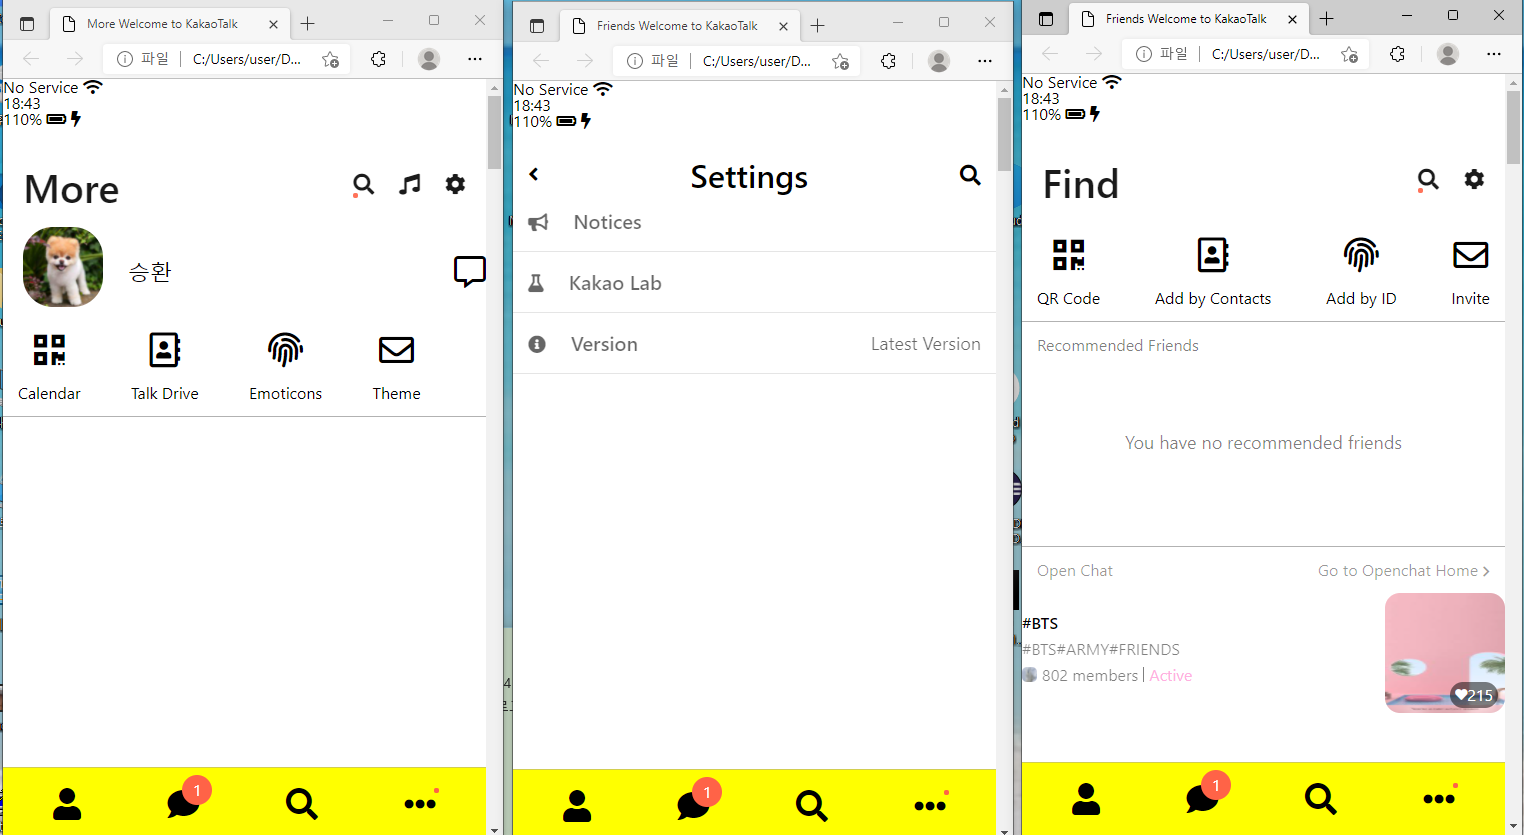 More Welcome to KakaoTalk
파일
C:/Users/user/D...
No Service
18:43
110%
More
승환
Calendar
Talk Drive
Emoticons
Theme
1
Friends Welcome to KakaoTalk
파일
C:/Users/user/D...
No Service
18:43
110%
Settings
Notices
Kakao Lab
Version
Latest Version
1
Friends Welcome to KakaoTalk
파일
C:/Users/user/D...
No Service
18:43
110%
Find
QR Code
Add by Contacts
Add by ID
Invite
Recommended Friends
You have no recommended friends
Open Chat
Go to Openchat Home
#BTS
#BTS#ARMY#FRIENDS
802 members | Active
215
1